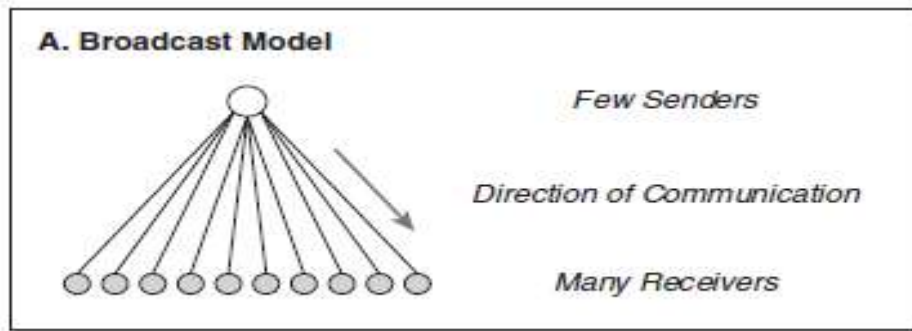 A. Broadcast Model
Few Senders
Direction of Communication
Many Receivers